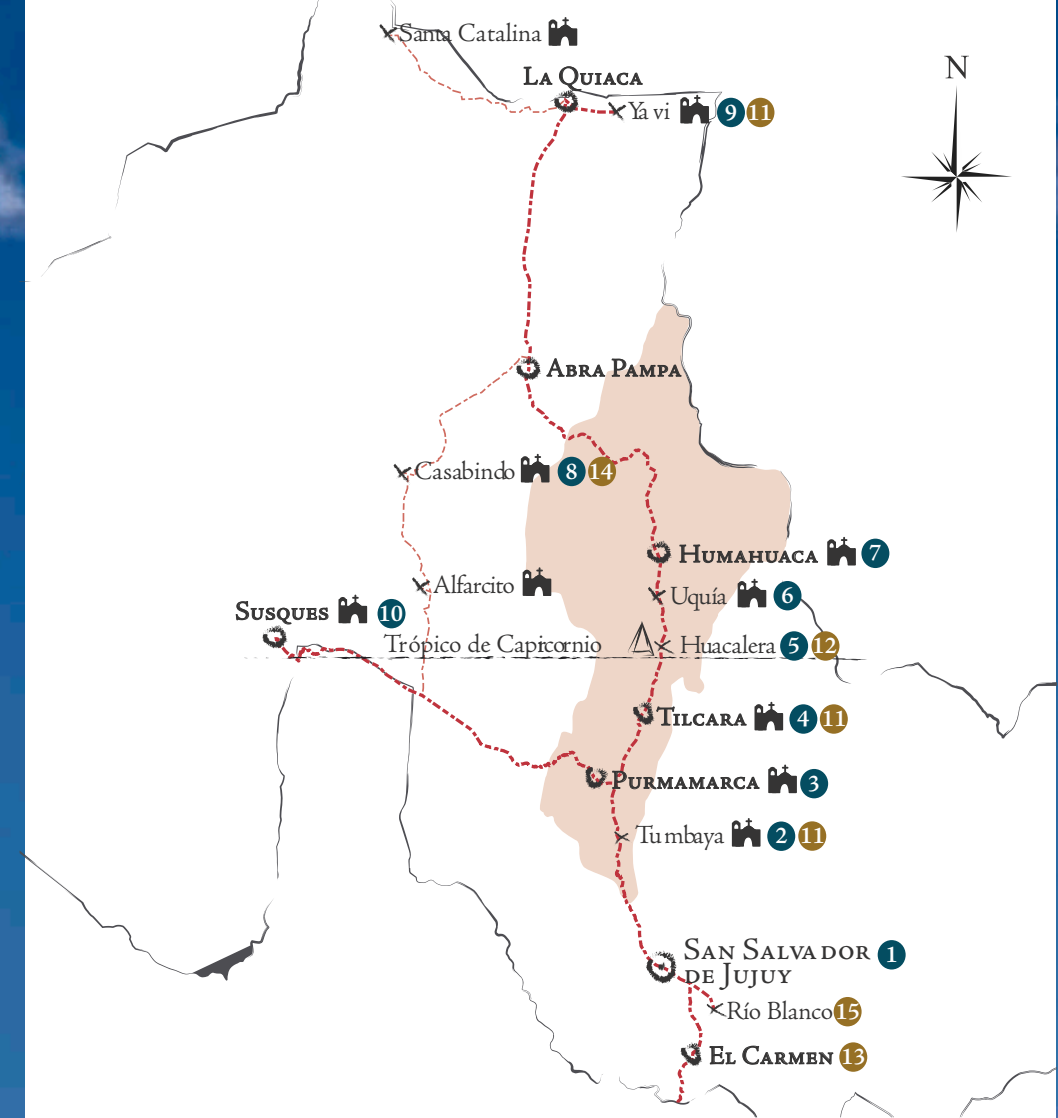 Santa Catalina
LA QUIACA
N
Yavi 9 11
ABRA PAMPA
Casabindo 8 14
HUMAHUACA 7
Alfarcito
Uquía 6
SUSQUES 10
Trópico de Capricornio
Huacalera 5 12
TILCARA 4 11
PURMAMARCA 3
Tumbaya 2 11
SAN SALVADOR 1
DE JUJUY
Río Blanco 15
EL CARMEN 13